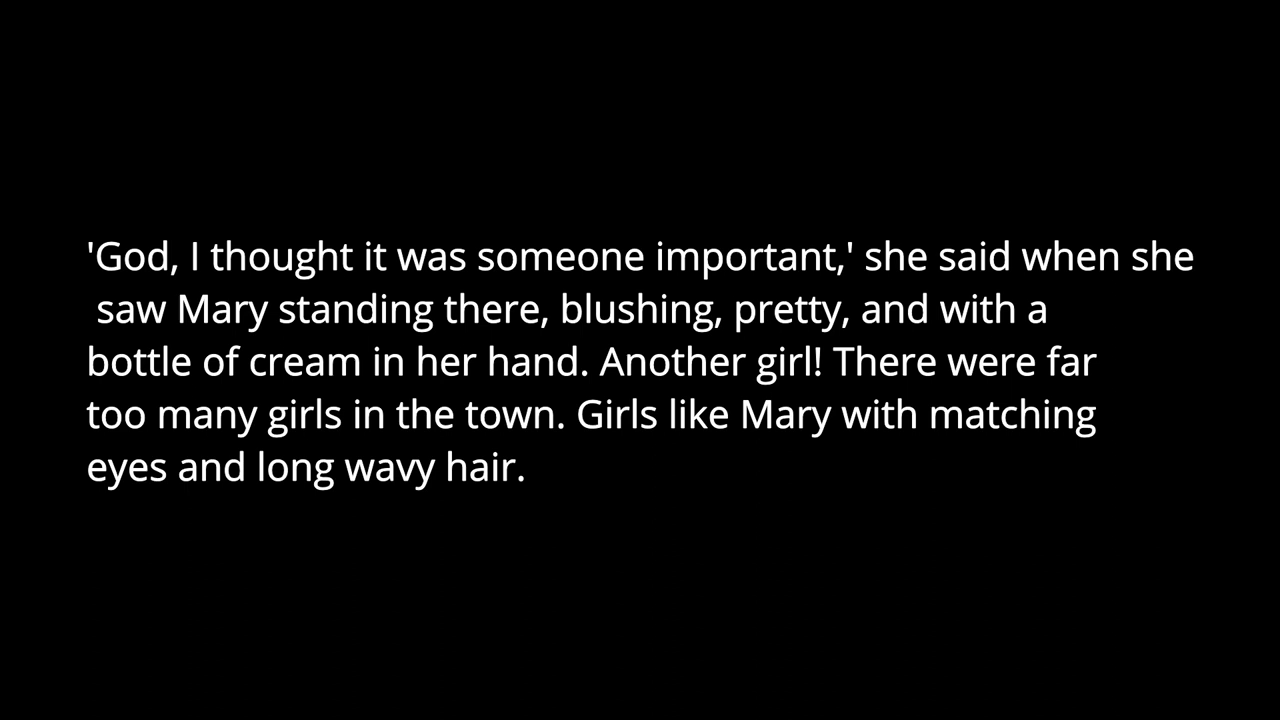 'God, I thought it was someone important,' she said when she
saw Mary standing there, blushing, pretty, and with a
bottle of cream in her hand. Another girl! There were far
too many girls in the town. Girls like Mary with matching
eyes and long wavy hair.